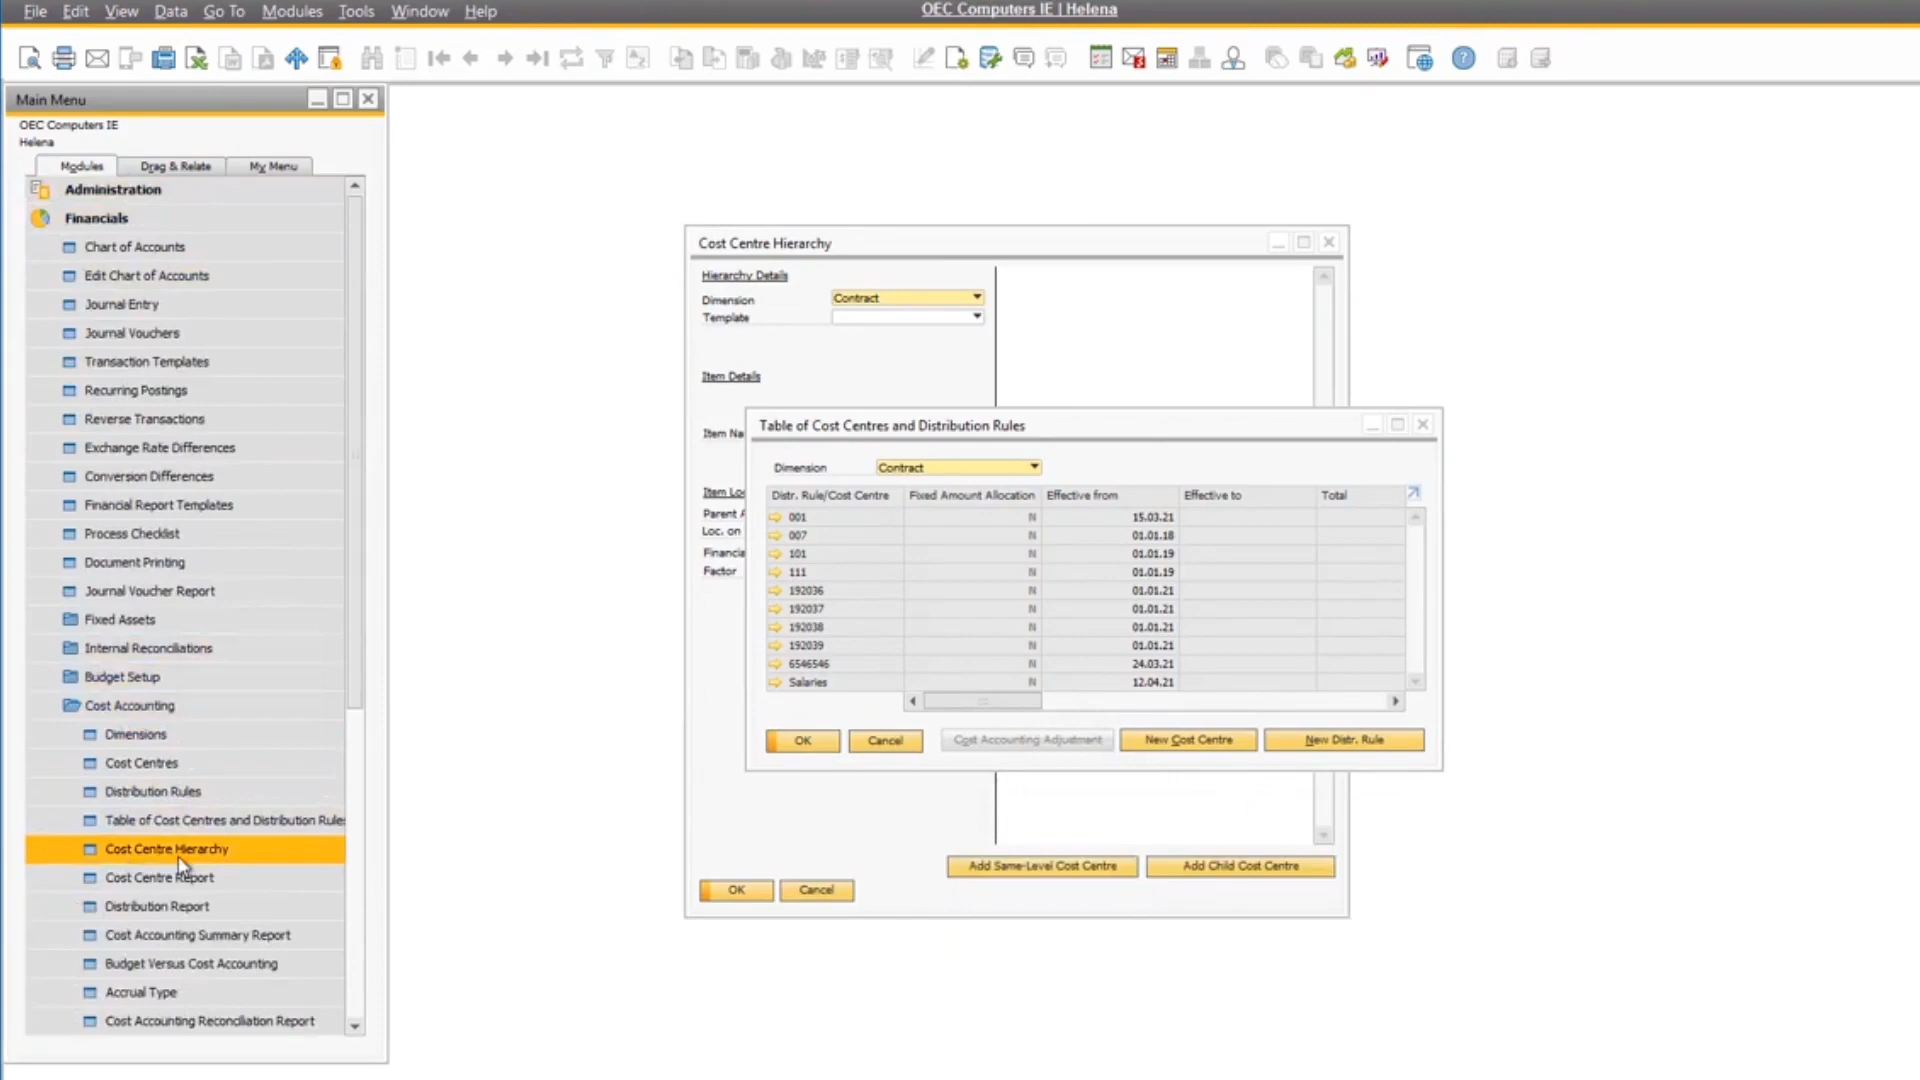 File Edit View Data Go To Modules Tools Window Help
OEC Computers IE | Helena
Main Menu
OEC Computers IE
Helena
Modules Drag & Relate My Menu
Administration
Financials
Chart of Accounts
Edit Chart of Accounts
Journal Entry
Journal Vouchers
Transaction Templates
Recurring Postings
Reverse Transactions
Exchange Rate Differences
Conversion Differences
Financial Report Templates
Process Checklist
Document Printing
Journal Voucher Report
Fixed Assets
Internal Reconciliations
Budget Setup
Cost Accounting
Dimensions
Cost Centres
Distribution Rules
Table of Cost Centres and Distribution Rules
Cost Centre Hierarchy
Cost Centre Report
Distribution Report
Cost Accounting Summary Report
Budget Versus Cost Accounting
Accrual Type
Cost Accounting Reconciliation Report
Cost Centre Hierarchy
Hierarchy Details
Dimension Contract
Template
Item Details
Item Na
Item Loc
Parent A
Loc. on
Financia
Factor
Table of Cost Centres and Distribution Rules
Dimension Contract
Distr. Rule/Cost Centre Fixed Amount Allocation Effective from Effective to Total
001 N 15.03.21
007 N 01.01.18
101 N 01.01.19
111 N 01.01.19
192036 N 01.01.21
192037 N 01.01.21
192038 N 01.01.21
192039 N 01.01.21
6546546 N 24.03.21
Salaries N 12.04.21
OK Cancel Cost Accounting Adjustment New Cost Centre New Distr. Rule
Add Same-Level Cost Centre Add Child Cost Centre
OK Cancel